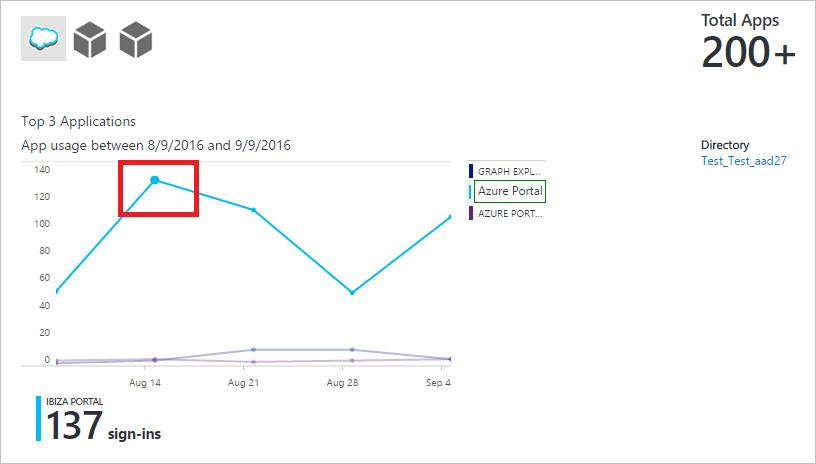 Total Apps
200+
Top 3 Applications
App usage between 8/9/2016 and 9/9/2016
Directory
Test_Test_aad27
140
120
100
80
60
40
20
0
Aug 14
Aug 21
Aug 28
Sep 4
GRAPH EXPL...
Azure Portal
AZURE PORT...
IBIZA PORTAL
137 sign-ins